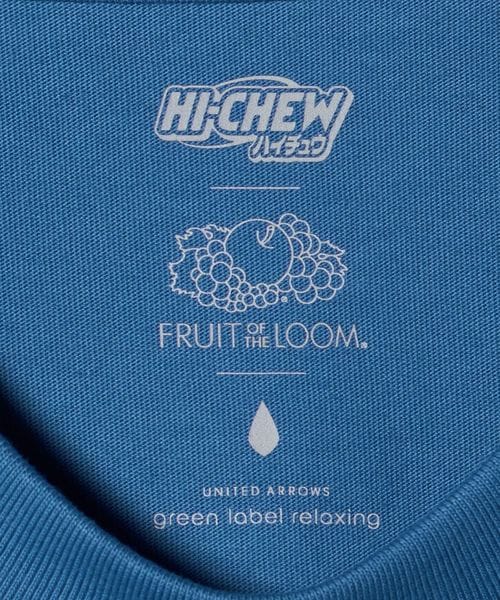 HI-CHEW
ハイチュウ
FRUIT OF THE LOOM®
UNITED ARROWS
green label relaxing